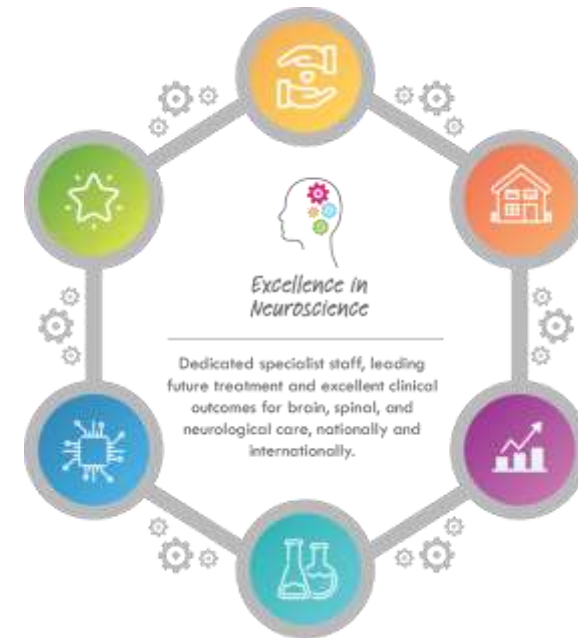 Excellence in
Neuroscience
Dedicated specialist staff, leading
future treatment and excellent clinical
outcomes for brain, spinal, and
neurological care, nationally and
internationally.